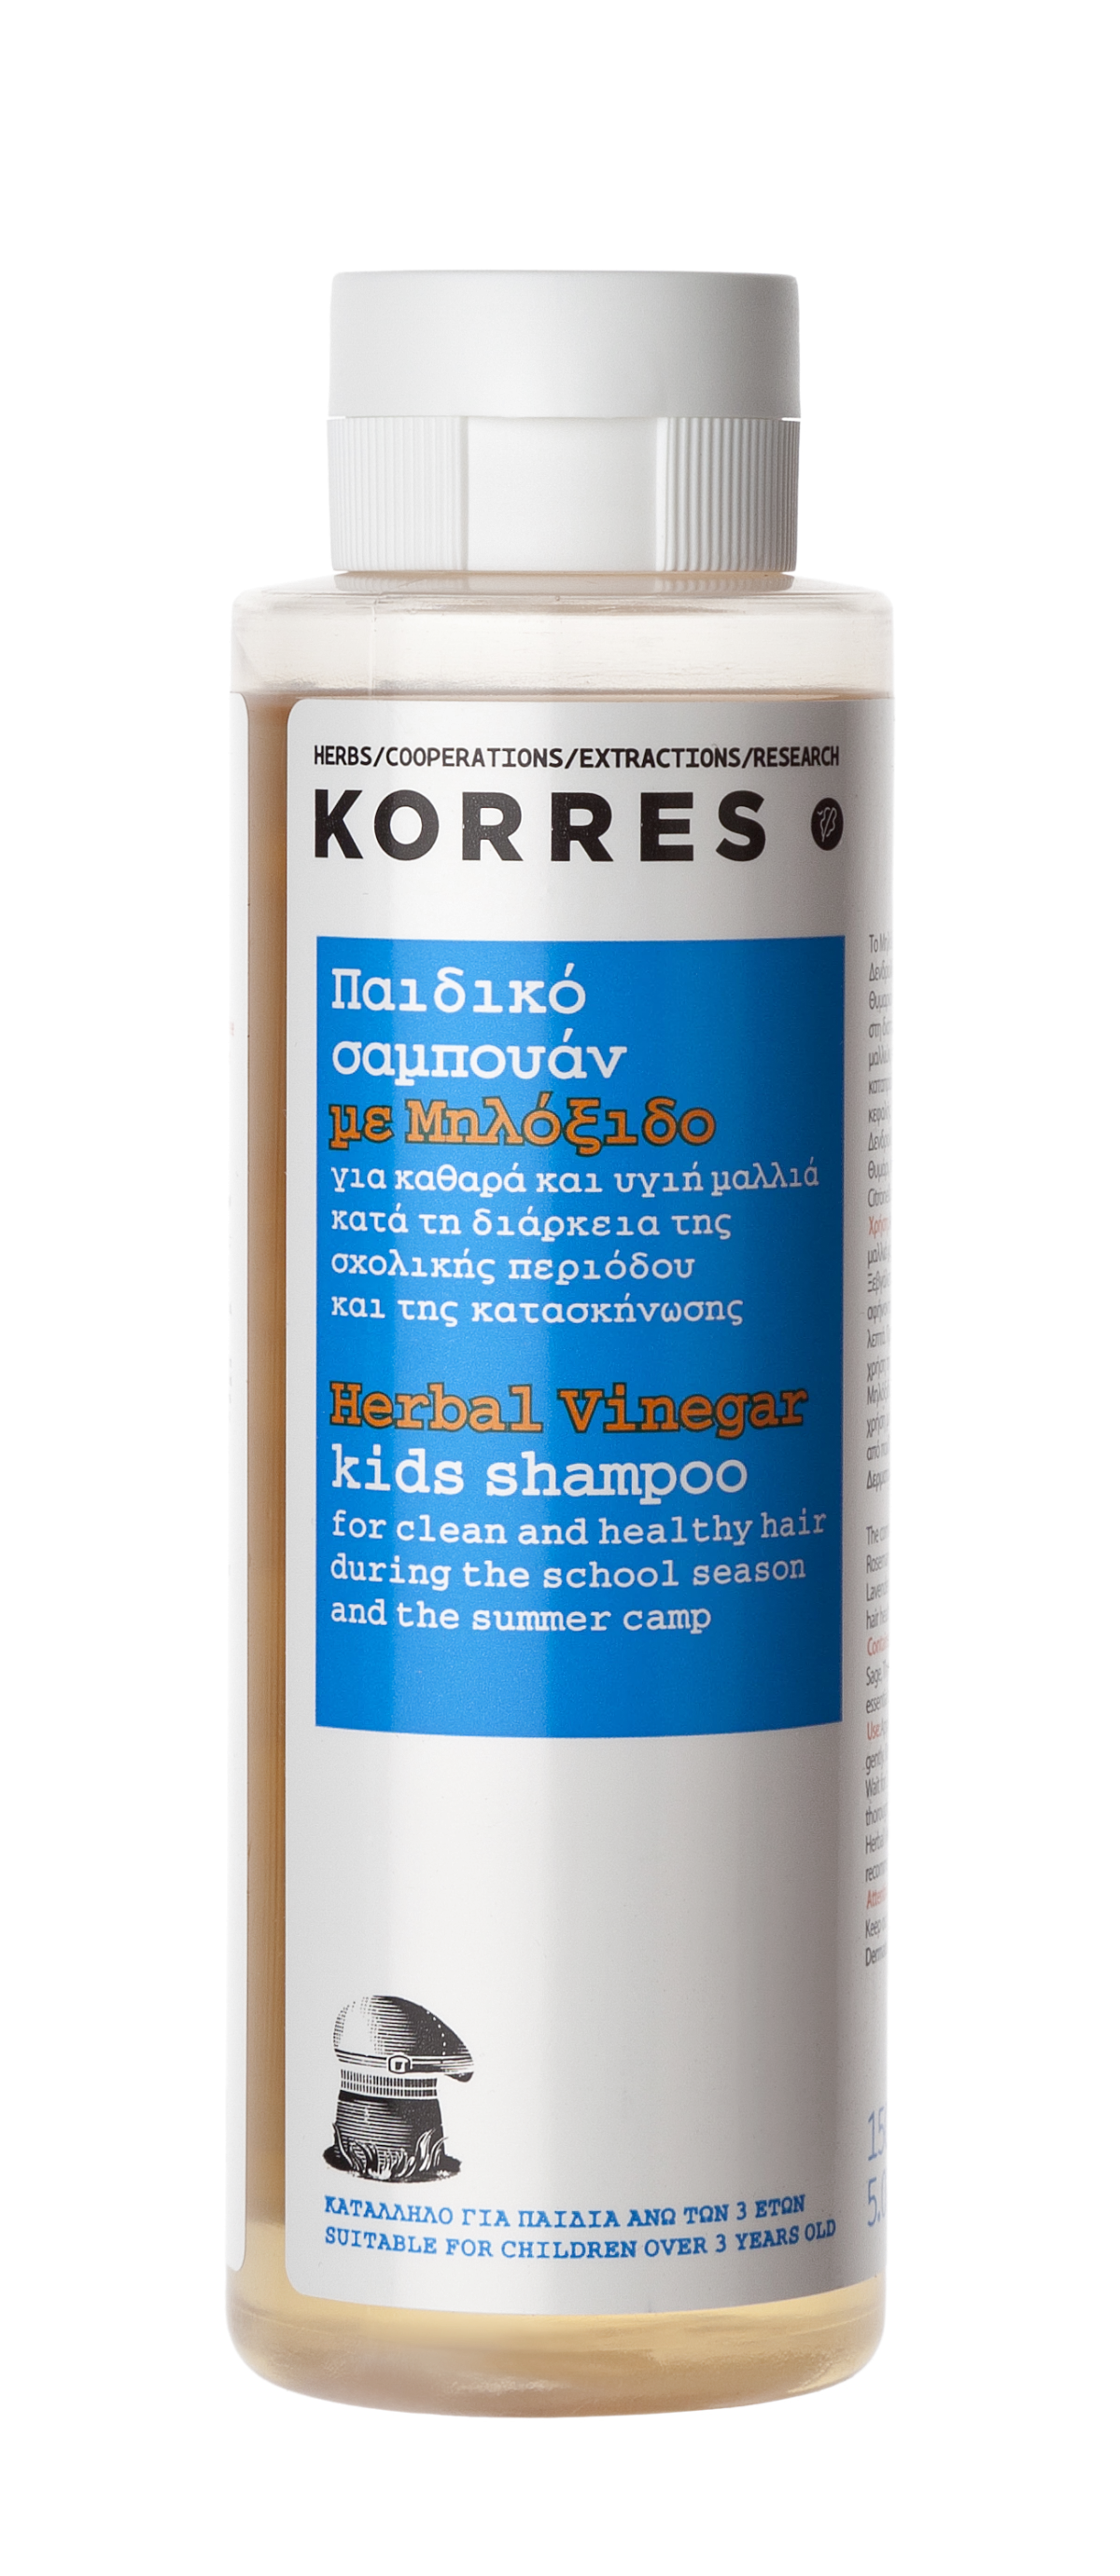 HERBS/COOPERATIONS/EXTRACTIONS/RESEARCH
KORRES
Παιδικό
σαμπουάν
με Μηλόξιδο
για καθαρά και υγιή μαλλιά
κατά τη διάρκεια της
σχολικής περιόδου
και της κατασκήνωσης
Herbal Vinegar
kids shampoo
for clean and healthy hair
during the school season
and the summer camp
ΚΑΤΑΛΛΗΛΟ ΓΙΑ ΠΑΙΔΙΑ ΑΝΩ ΤΩΝ 3 ΕΤΩΝ
SUITABLE FOR CHILDREN OVER 3 YEARS OLD